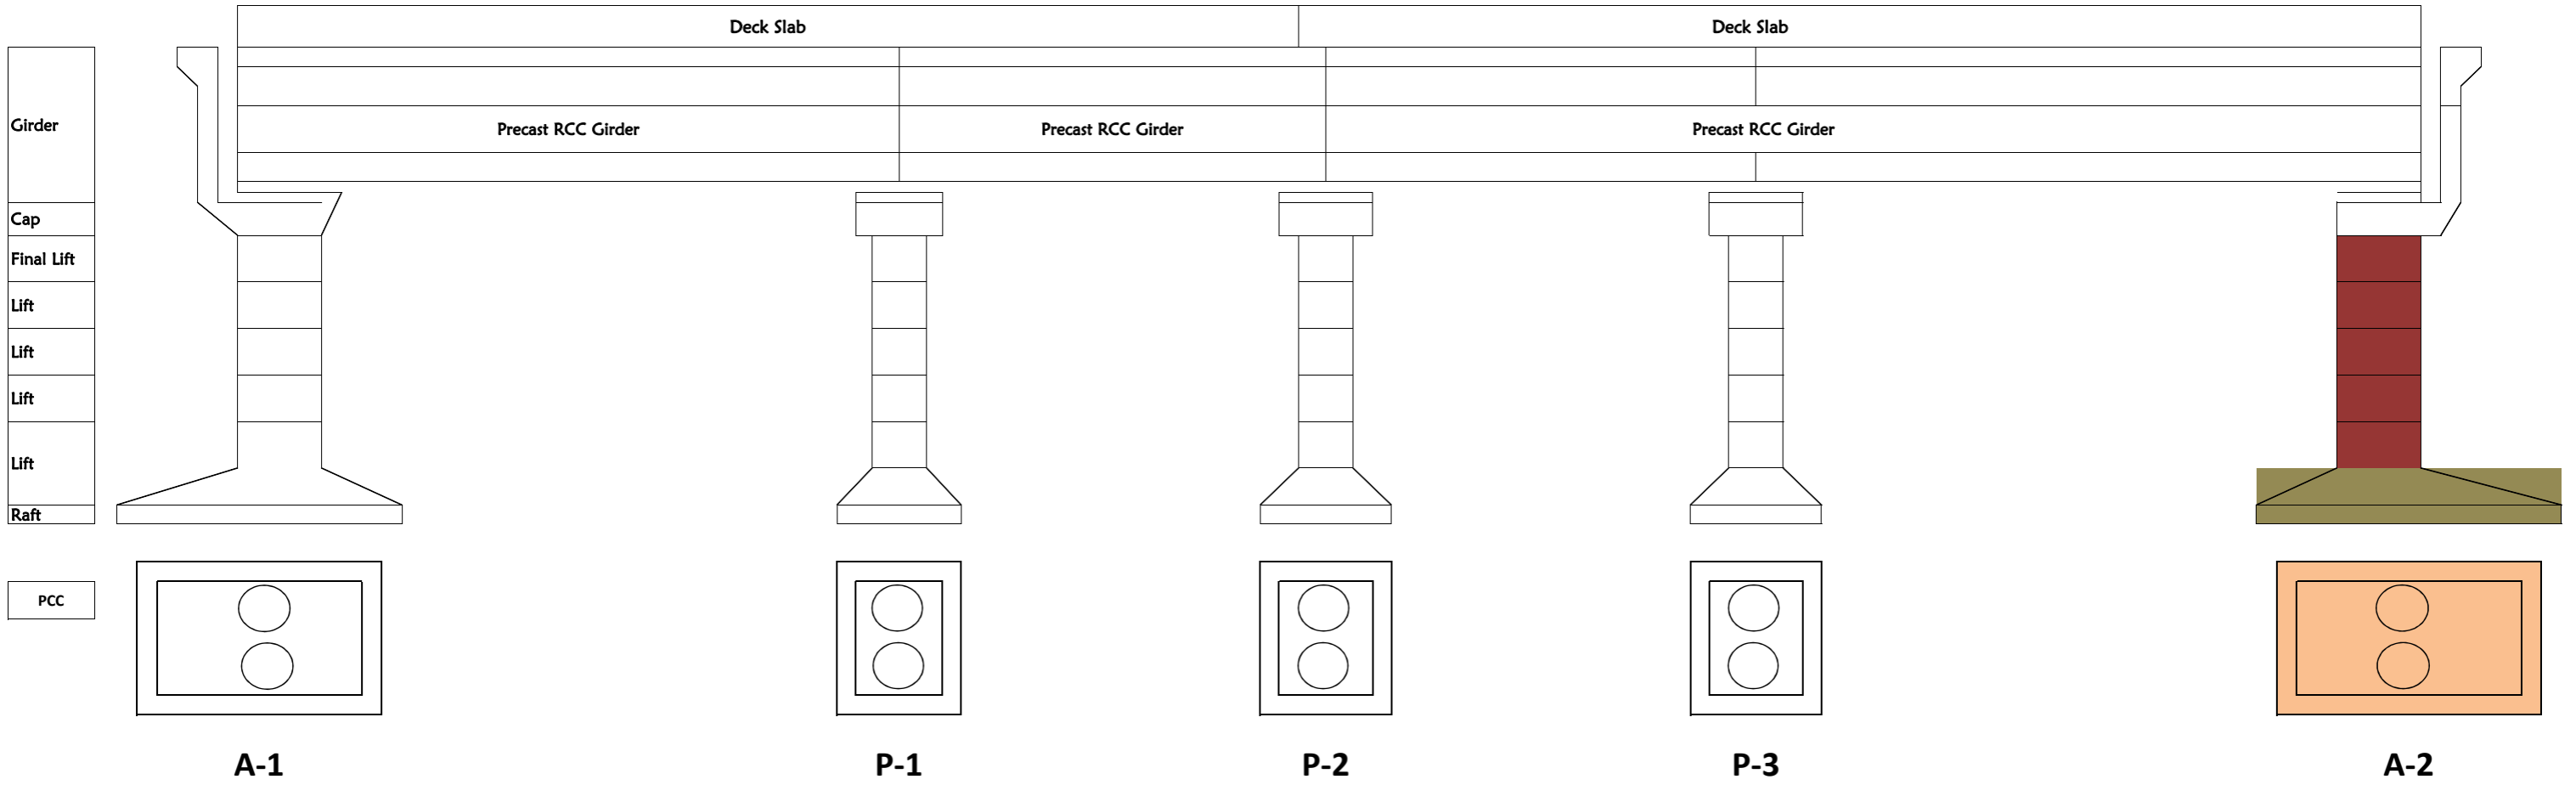 Deck Slab
Deck Slab
Girder
Precast RCC Girder
Precast RCC Girder
Precast RCC Girder
Cap
Final Lift
Lift
Lift
Lift
Lift
Raft
PCC
A-1
P-1
P-2
P-3
A-2